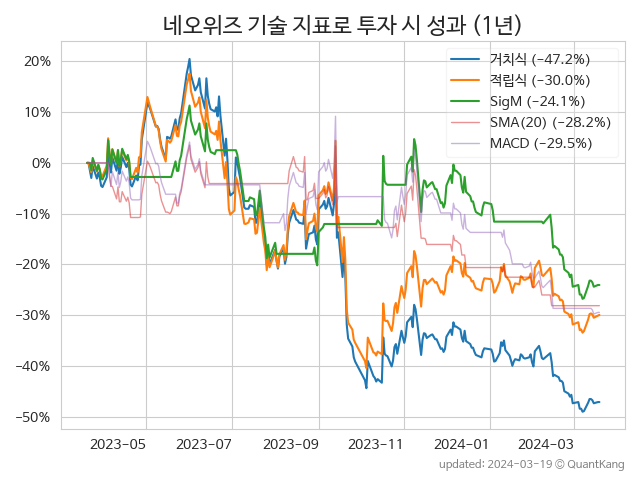 네오위즈 기술 지표로 투자 시 성과 (1년)
거치식 (−47.2%)
적립식 (−30.0%)
SigM (−24.1%)
SMA(20) (−28.2%)
MACD (−29.5%)
20%
10%
0%
−10%
−20%
−30%
−40%
−50%
2023−05 2023−07 2023−09 2023−11 2024−01 2024−03
updated: 2024−03−19 © QuantKang